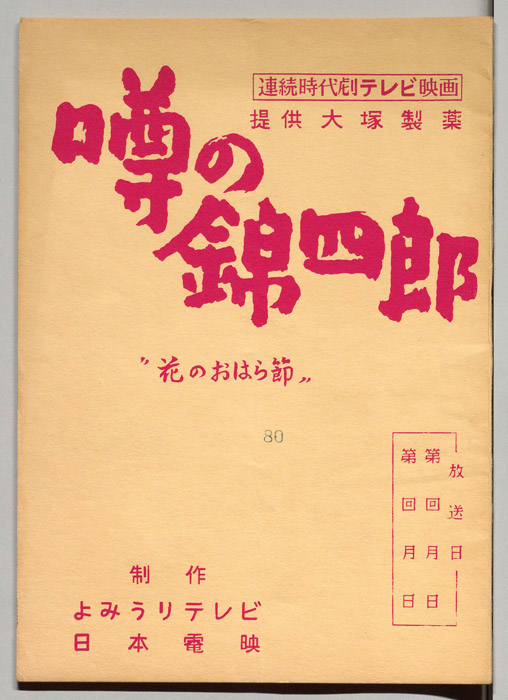 連続時代劇テレビ映画
提供 大塚製薬
噂の
錦四郎
〝花のおはら節〟
80
放送日
第回月日
第回月日
制作
よみうりテレビ
日本電映